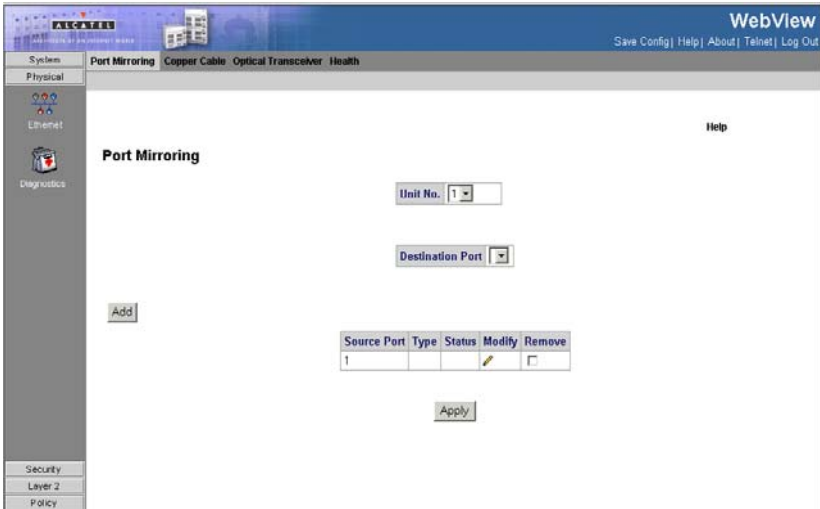 ALCATEL
WebView
Save Config | Help | About | Telnet | Log Out
System
Physical
Ethernet
Diagnostics
Port Mirroring Copper Cable Optical Transceiver Health
Help
Port Mirroring
Unit No. 1
Destination Port
Add
Source Port Type Status Modify Remove
1
Apply
Security
Layer 2
Policy